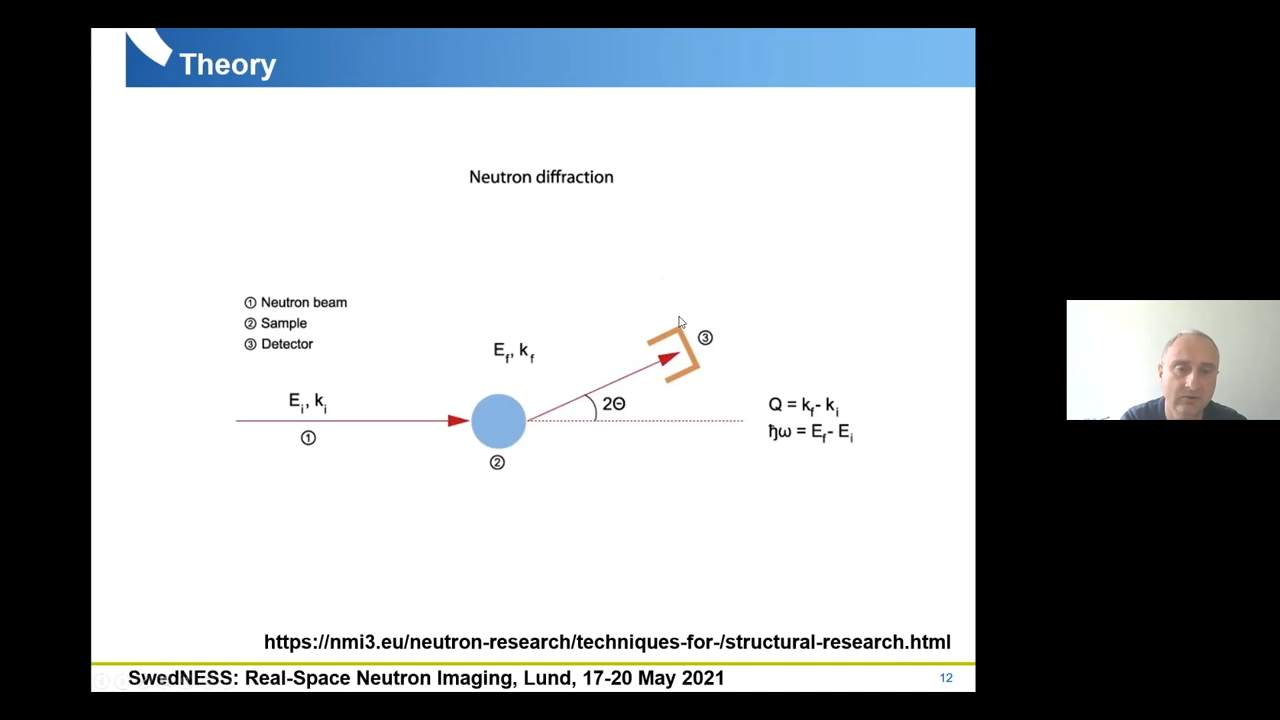 Theory
Neutron diffraction
① Neutron beam
② Sample
③ Detector
E_f, k_f
③
E_i, k_i
2Θ
①
②
Q = k_f- k_i
ђω = E_f- E_i
https://nmi3.eu/neutron-research/techniques-for-/structural-research.html
SwedNESS: Real-Space Neutron Imaging, Lund, 17-20 May 2021
12